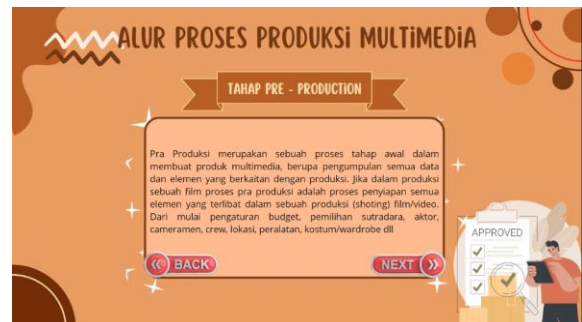 ALUR PROSES PRODUKSI MULTIMEDIA
TAHAP PRE - PRODUCTION
Pra Produksi merupakan sebuah proses tahap awal dalam
membuat produk multimedia, berupa pengumpulan semua data
dan elemen yang berkaitan dengan produksi. Jika dalam produksi
sebuah film proses pra produksi adalah proses penyiapan semua
elemen yang terlibat dalam sebuah produksi (shoting) film/video.
Dari mulai pengaturan budget, pemilihan sutradara, aktor,
cameramen, crew, lokasi, peralatan, kostum/wardrobe dll
APPROVED
BACK
NEXT